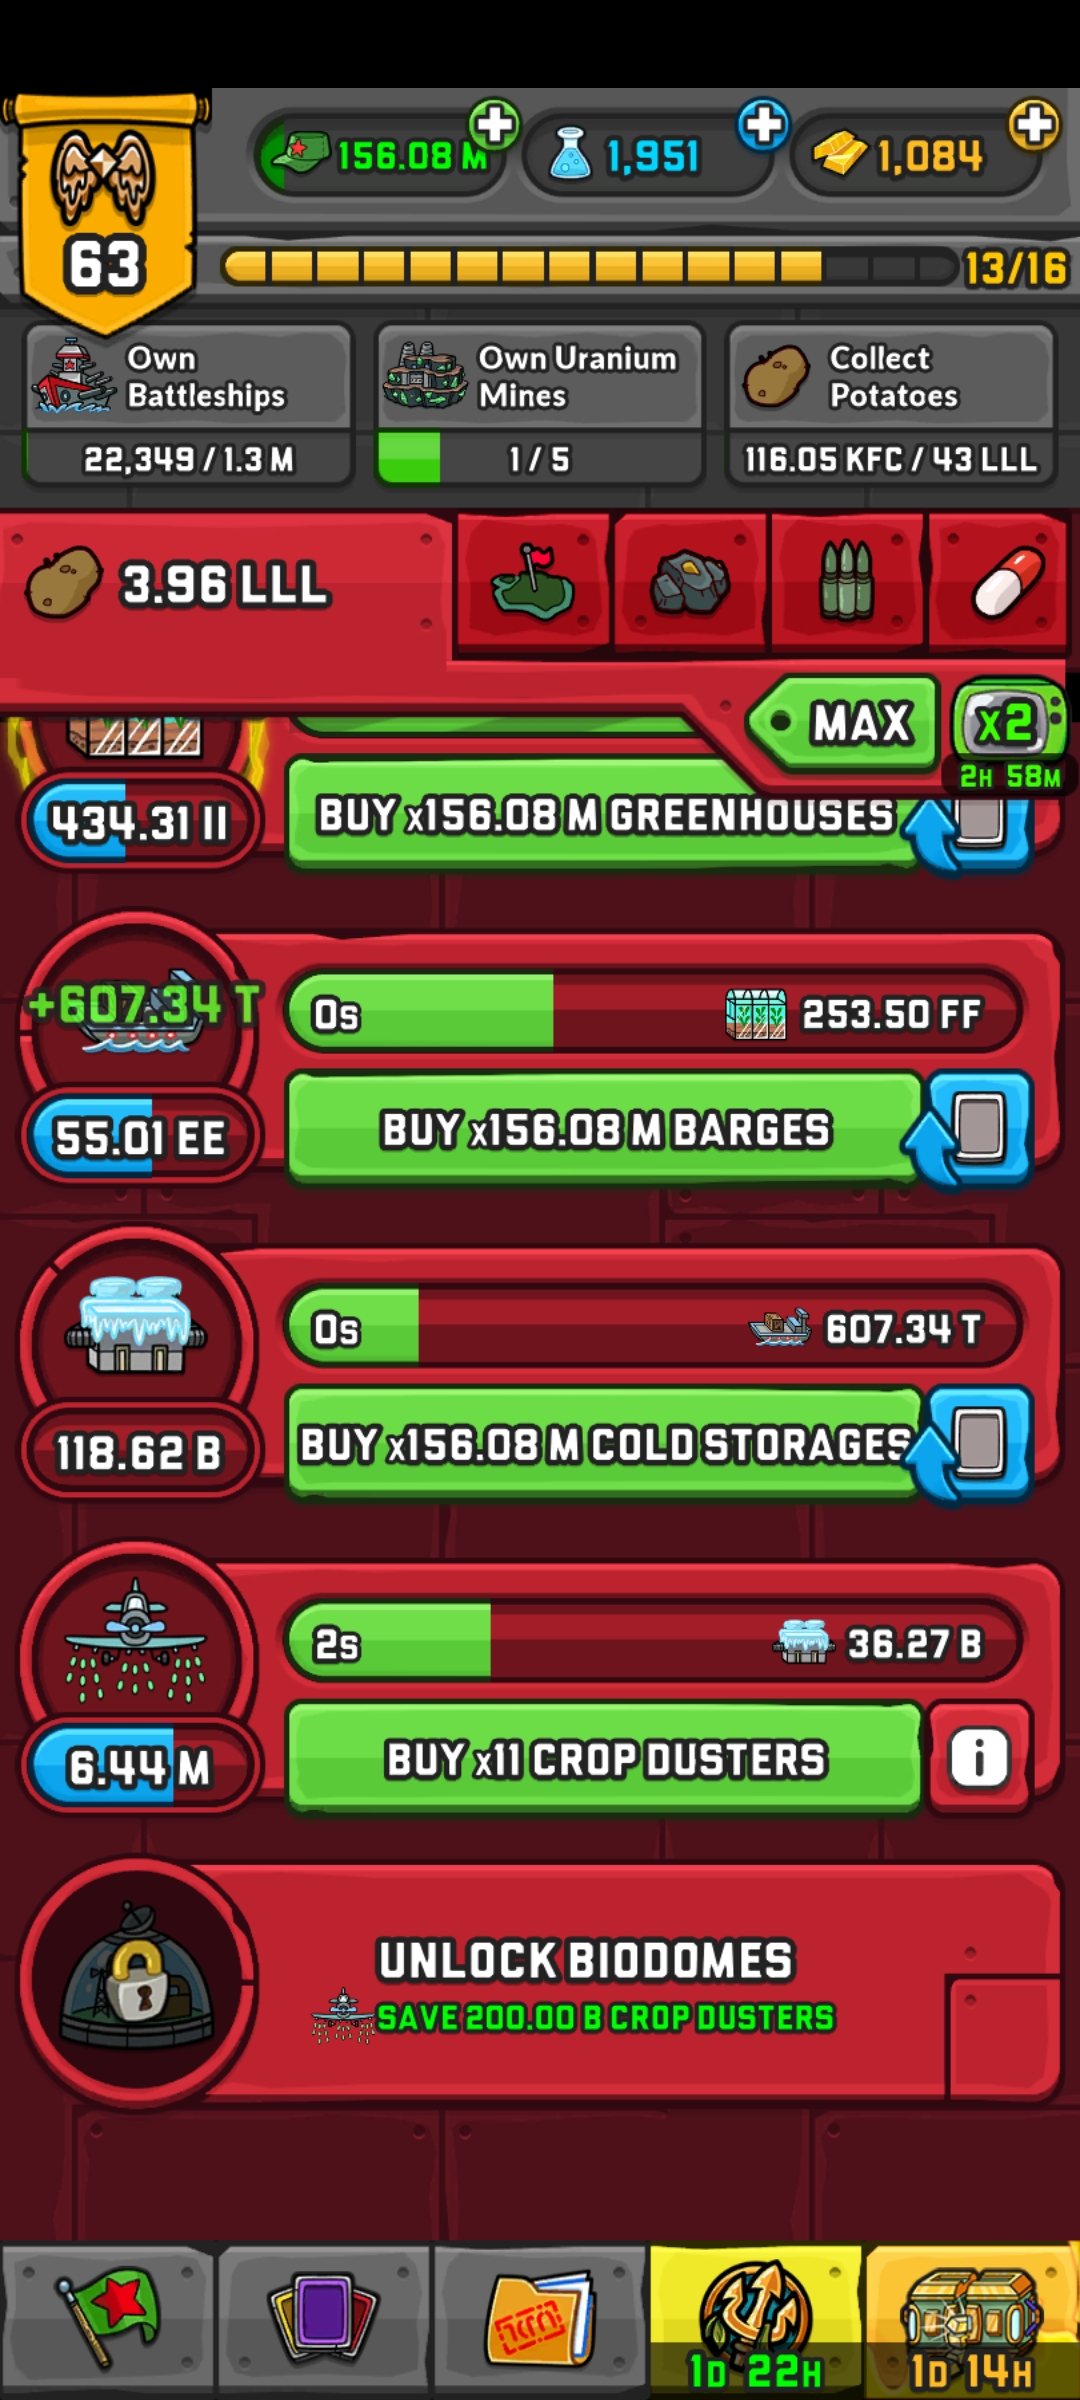 156.08 M
1,951
1,084
63
13/16
Own
Battleships
22,349 / 1.3 M
Own Uranium
Mines
1 / 5
Collect
Potatoes
116.05 KFC / 43 LLL
3.96 LLL
MAX
x2
2H 58M
434.31 II
BUY x156.08 M GREENHOUSES
+607.34 T
0s
253.50 FF
55.01 EE
BUY x156.08 M BARGES
0s
607.34 T
118.62 B
BUY x156.08 M COLD STORAGES
2s
36.27 B
6.44 M
BUY x11 CROP DUSTERS
i
UNLOCK BIODOMES
SAVE 200.00 B CROP DUSTERS
1D 22H
1D 14H